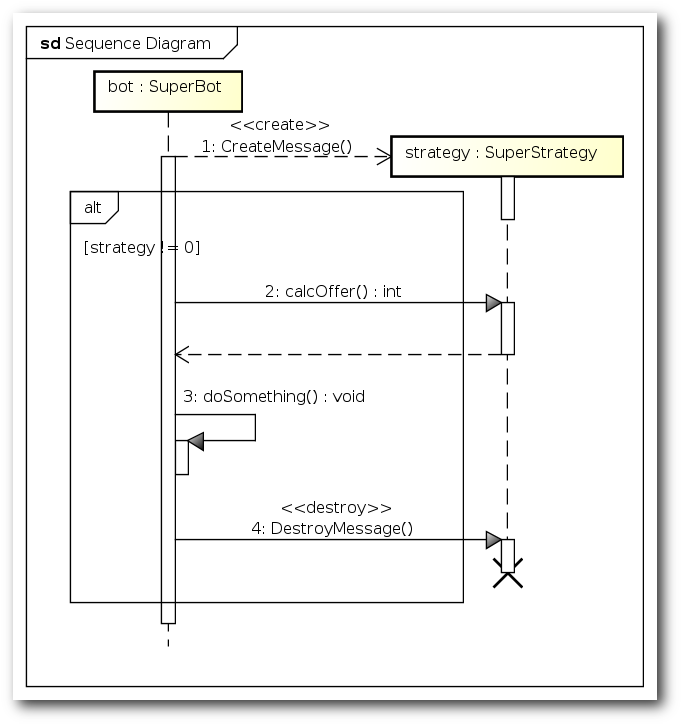 sd Sequence Diagram
bot : SuperBot
<<create>>
1: CreateMessage()
strategy : SuperStrategy
alt
[strategy != 0]
2: calcOffer() : int
3: doSomething() : void
<<destroy>>
4: DestroyMessage()